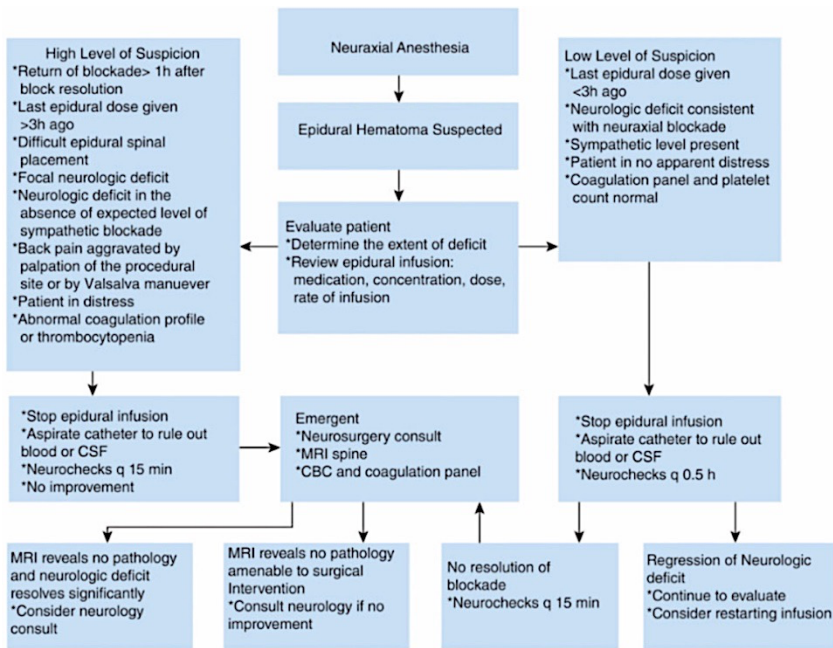 Neuraxial Anesthesia
Epidural Hematoma Suspected
Evaluate patient
*Determine the extent of deficit
*Review epidural infusion:
medication, concentration, dose,
rate of infusion
High Level of Suspicion
*Return of blockade> 1h after
block resolution
*Last epidural dose given
>3h ago
*Difficult epidural spinal
placement
*Focal neurologic deficit
*Neurologic deficit in the
absence of expected level of
sympathetic blockade
*Back pain aggravated by
palpation of the procedural
site or by Valsalva manuever
*Patient in distress
*Abnormal coagulation profile
or thrombocytopenia
Low Level of Suspicion
*Last epidural dose given
<3h ago
*Neurologic deficit consistent
with neuraxial blockade
*Sympathetic level present
*Patient in no apparent distress
*Coagulation panel and platelet
count normal
*Stop epidural infusion
*Aspirate catheter to rule out
blood or CSF
*Neurochecks q 15 min
*No improvement
Emergent
*Neurosurgery consult
*MRI spine
*CBC and coagulation panel
*Stop epidural infusion
*Aspirate catheter to rule out
blood or CSF
*Neurochecks q 0.5 h
MRI reveals no pathology
and neurologic deficit
resolves significantly
*Consider neurology
consult
MRI reveals no pathology
amenable to surgical
Intervention
*Consult neurology if no
improvement
No resolution of
blockade
*Neurochecks q 15 min
Regression of Neurologic
deficit
*Continue to evaluate
*Consider restarting infusion